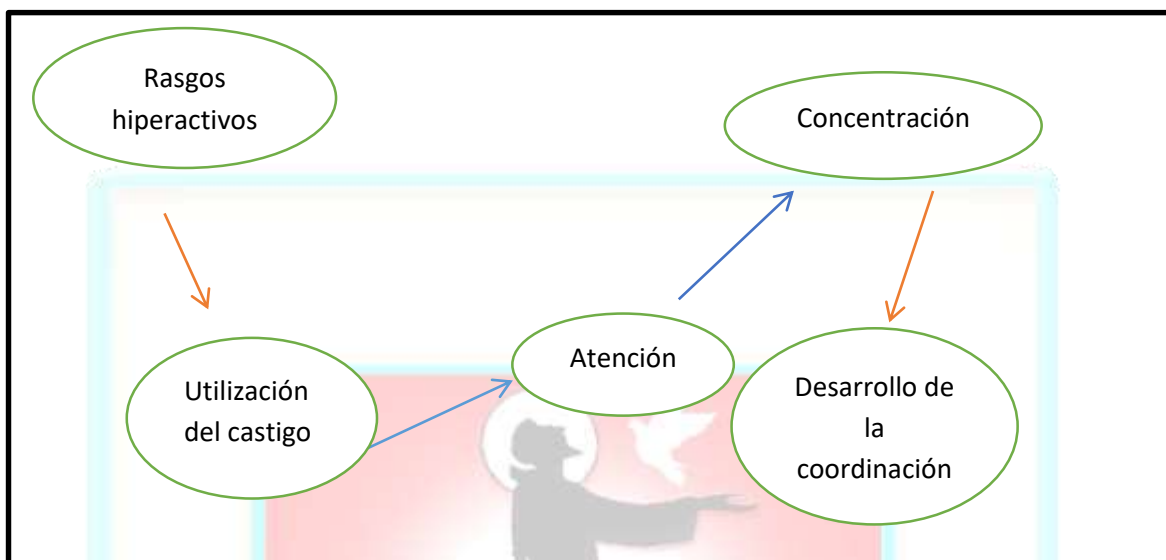 Rasgos
hiperactivos
Concentración
Utilización
del castigo
Atención
Desarrollo de
la
coordinación